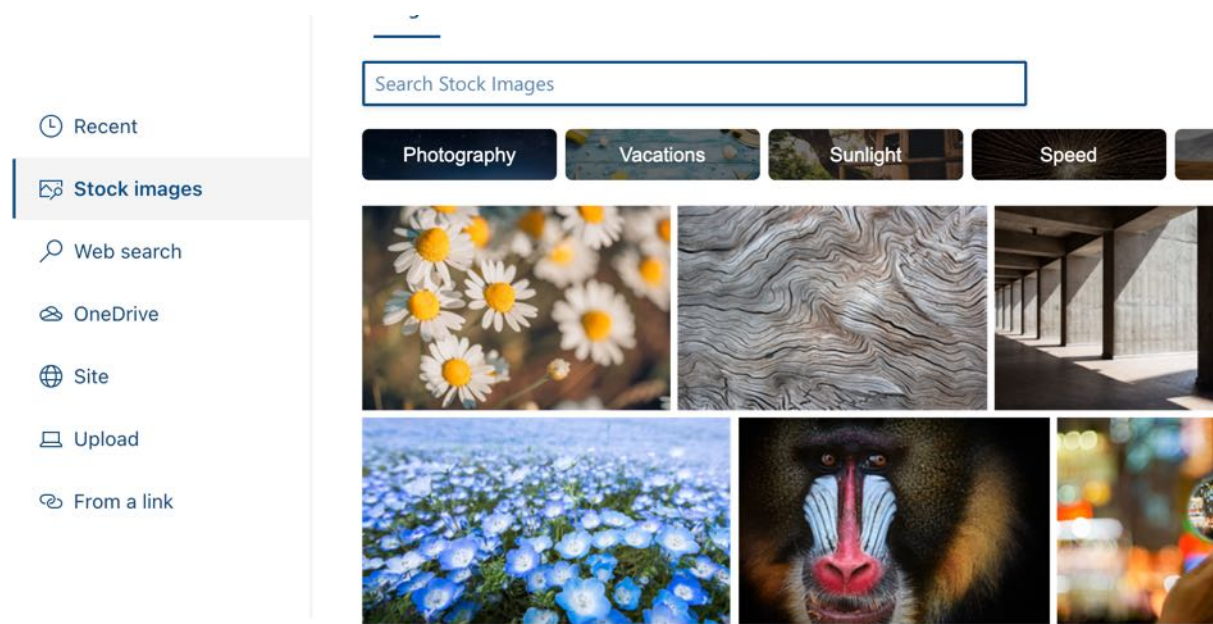 Search Stock Images
Recent
Stock images
Web search
OneDrive
Site
Upload
From a link
Photography
Vacations
Sunlight
Speed